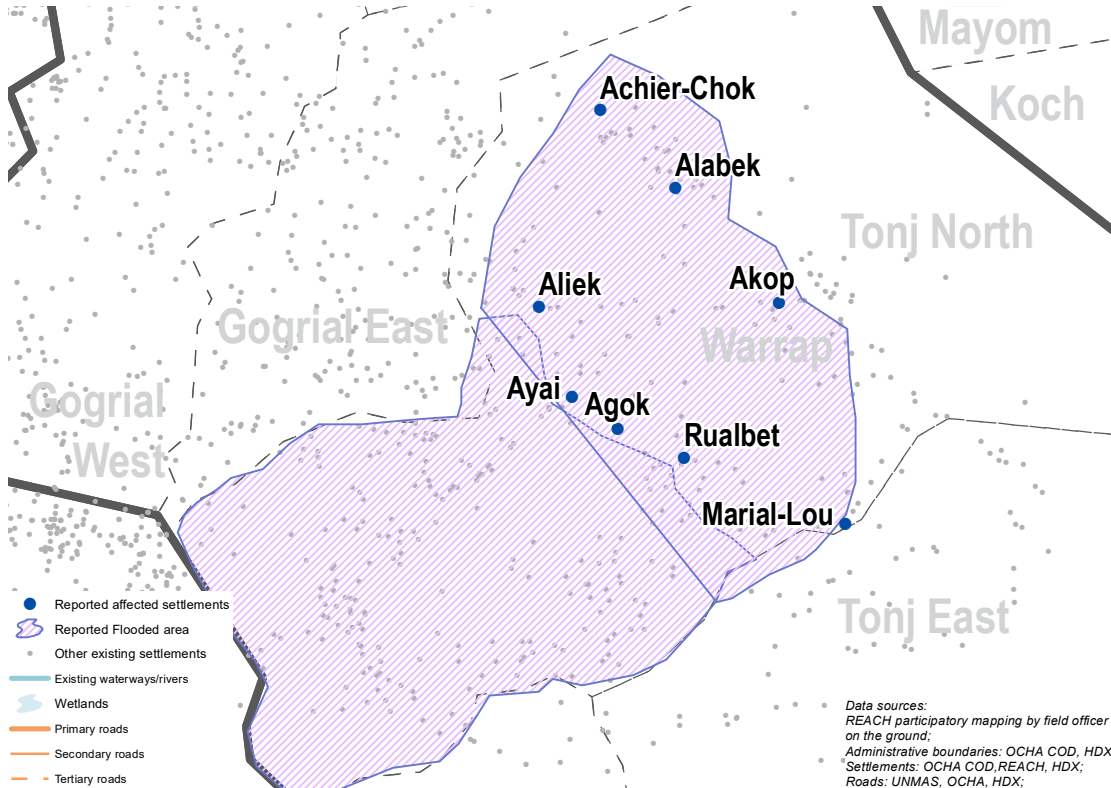 Mayom
Koch
Achier-Chok
Alabek
Tonj North
Aliek
Akop
Gogrial East
Warrap
Gogrial
West
Ayai
Agok
Rualbet
Marial-Lou
Tonj East
Reported affected settlements
Reported Flooded area
Other existing settlements
Existing waterways/rivers
Wetlands
Primary roads
Secondary roads
Tertiary roads
Data sources:
REACH participatory mapping by field officer
on the ground;
Administrative boundaries: OCHA COD, HDX
Settlements: OCHA COD,REACH, HDX;
Roads: UNMAS, OCHA, HDX;